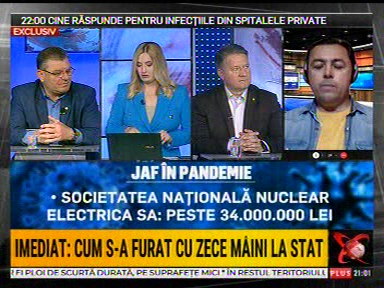 22:00 CINE RĂSPUNDE PENTRU INFECȚIILE DIN SPITALELE PRIVATE
EXCLUSIV
JAF ÎN PANDEMIE
• SOCIETATEA NAȚIONALĂ NUCLEAR
ELECTRICA SA: PESTE 34.000.000 LEI
IMEDIAT: CUM S-A FURAT CU ZECE MÂINI LA STAT
FI PLOI DE SCURTĂ DURATĂ, PE SUPRAFEȚE MICI • ÎN RESTUL TERITORIULUI
PLUS 21:01